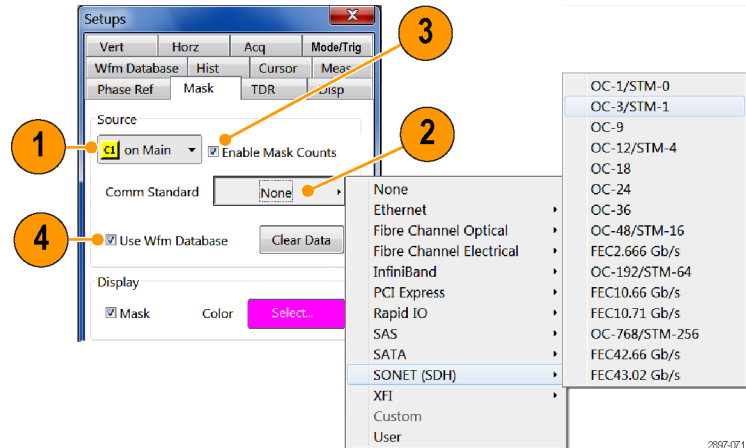 Setups
X
3
Vert Horz Acq Mode/Trig
Wfm Database Hist Cursor Meas
Phase Ref Mask TDR Disp
Source
1
C1 on Main
Enable Mask Counts
2
Comm Standard None
4
Use Wfm Database Clear Data
Display
Mask Color Select...
None
Ethernet
Fibre Channel Optical
Fibre Channel Electrical
InfiniBand
PCI Express
Rapid IO
SAS
SATA
SONET (SDH)
XFI
Custom
User
OC-1/STM-0
OC-3/STM-1
OC-9
OC-12/STM-4
OC-18
OC-24
OC-36
OC-48/STM-16
FEC2.666 Gb/s
OC-192/STM-64
FEC10.66 Gb/s
FEC10.71 Gb/s
OC-768/STM-256
FEC42.66 Gb/s
FEC43.02 Gb/s
2897-071